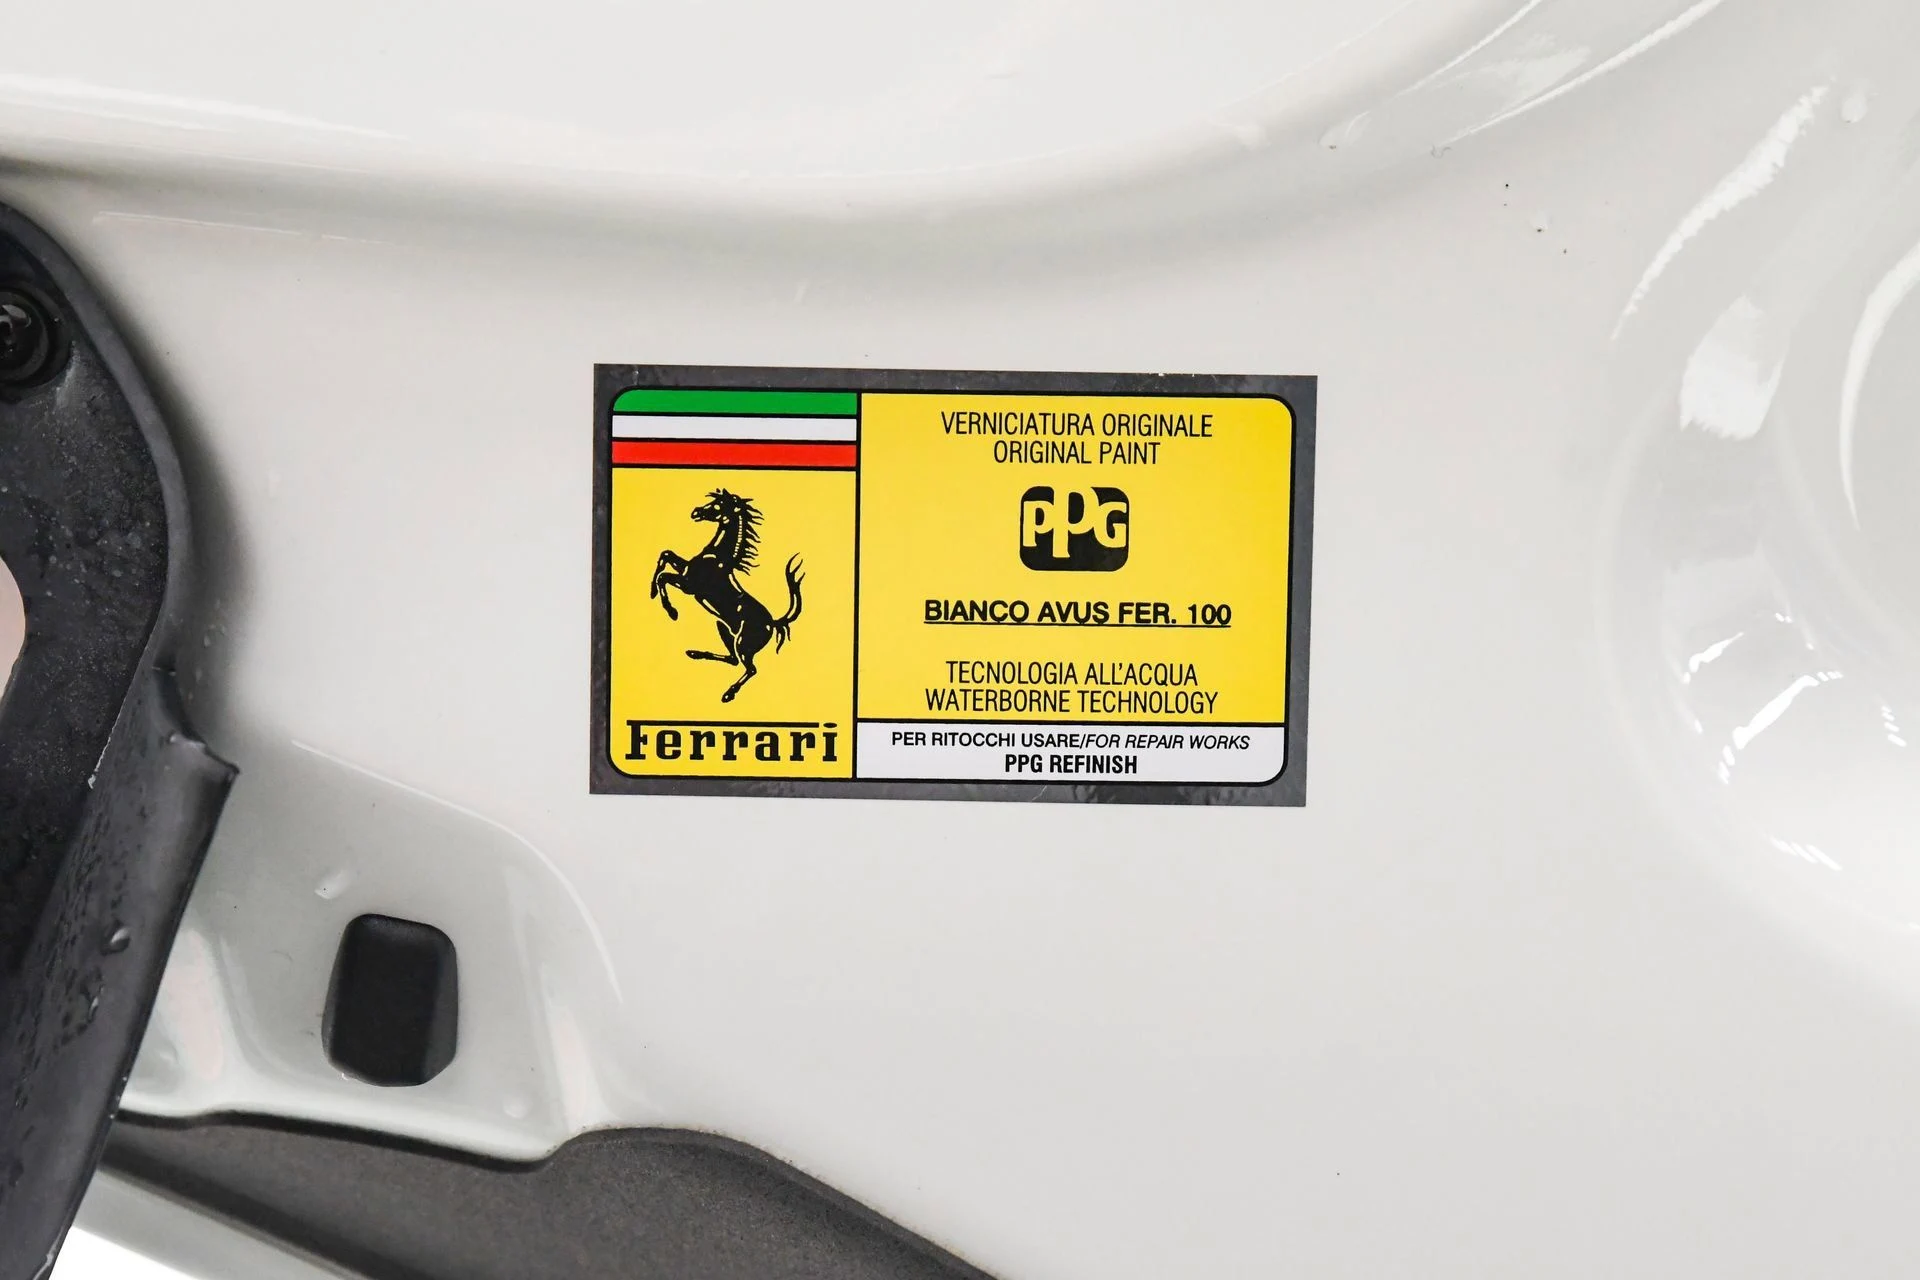 VERNICIATURA ORIGINALE
ORIGINAL PAINT
PPG
BIANCO AVUS FER. 100
TECNOLOGIA ALL'ACQUA
WATERBORNE TECHNOLOGY
Ferrari
PER RITOCCHI USARE/FOR REPAIR WORKS
PPG REFINISH